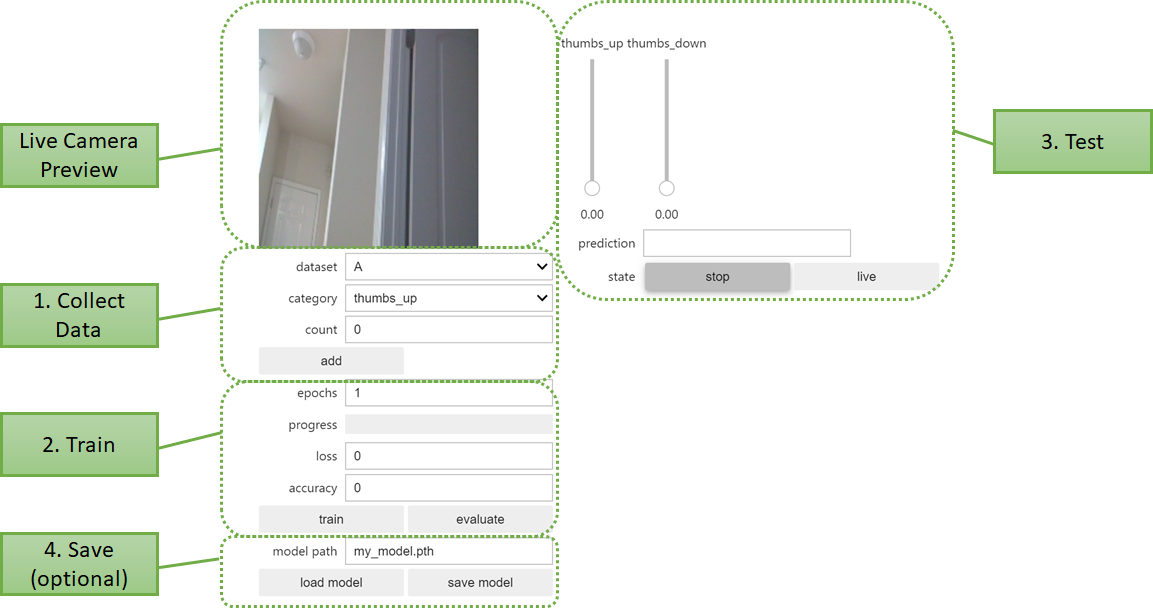 Live Camera
Preview
1. Collect
Data
2. Train
4. Save
(optional)
dataset A
category thumbs_up
count 0
add
epochs 1
progress
loss 0
accuracy 0
train evaluate
model path my_model.pth
load model save model
thumbs_up thumbs_down
0.00 0.00
prediction
state stop live
3. Test